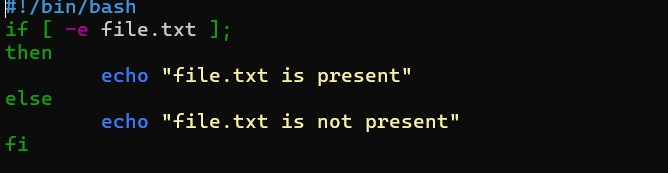 #!/bin/bash
if [ -e file.txt ];
then
        echo "file.txt is present"
else
        echo "file.txt is not present"
fi